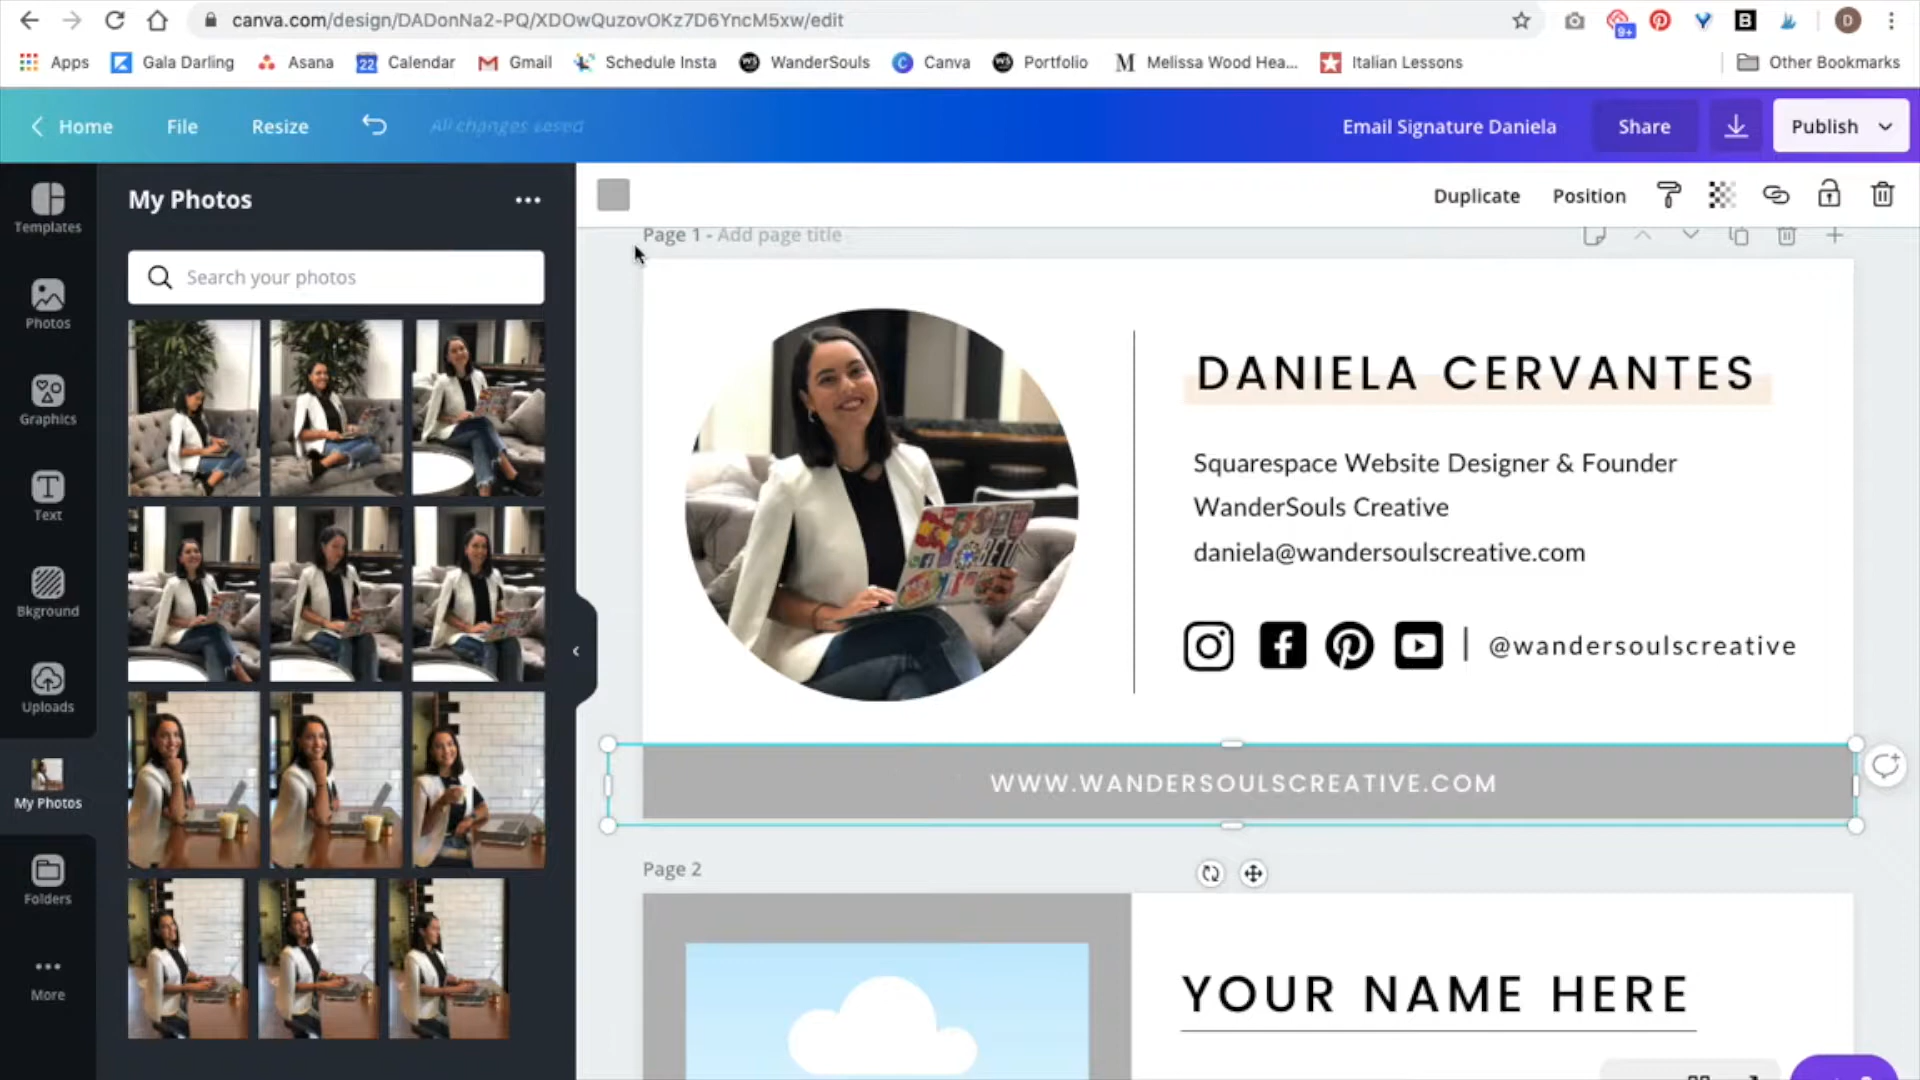 canva.com/design/DADonNa2-PQ/XDOwQuzovOKz7D6YncM5xw/edit
9+
B
D
Apps
Gala Darling
Asana
22
Calendar
Gmail
Schedule Insta
WS
WanderSouls
C
Canva
WS
Portfolio
M
Melissa Wood Hea...
Italian Lessons
Other Bookmarks
Home
File
Resize
All changes saved
Email Signature Daniela
Share
Publish
Templates
Photos
Graphics
Text
Bkground
Uploads
My Photos
Folders
More
My Photos
Search your photos
Duplicate
Position
Page 1 - Add page title
DANIELA CERVANTES
Squarespace Website Designer & Founder
WanderSouls Creative
daniela@wandersoulscreative.com
| @wandersoulscreative
WWW.WANDERSOULSCREATIVE.COM
Page 2
YOUR NAME HERE